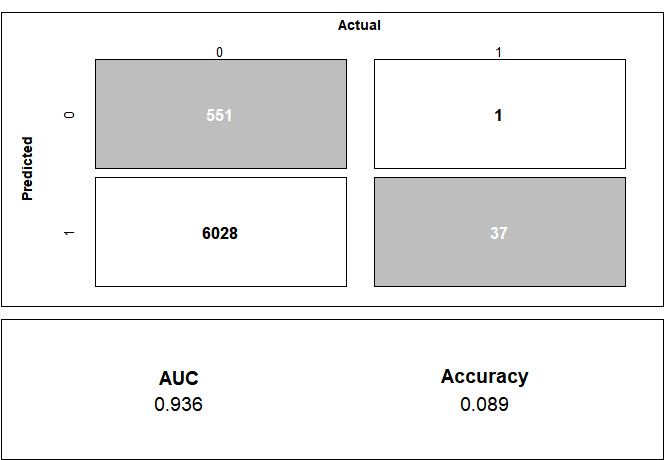 Actual
0 1
0 551 1
Predicted
1 6028 37
AUC Accuracy
0.936 0.089